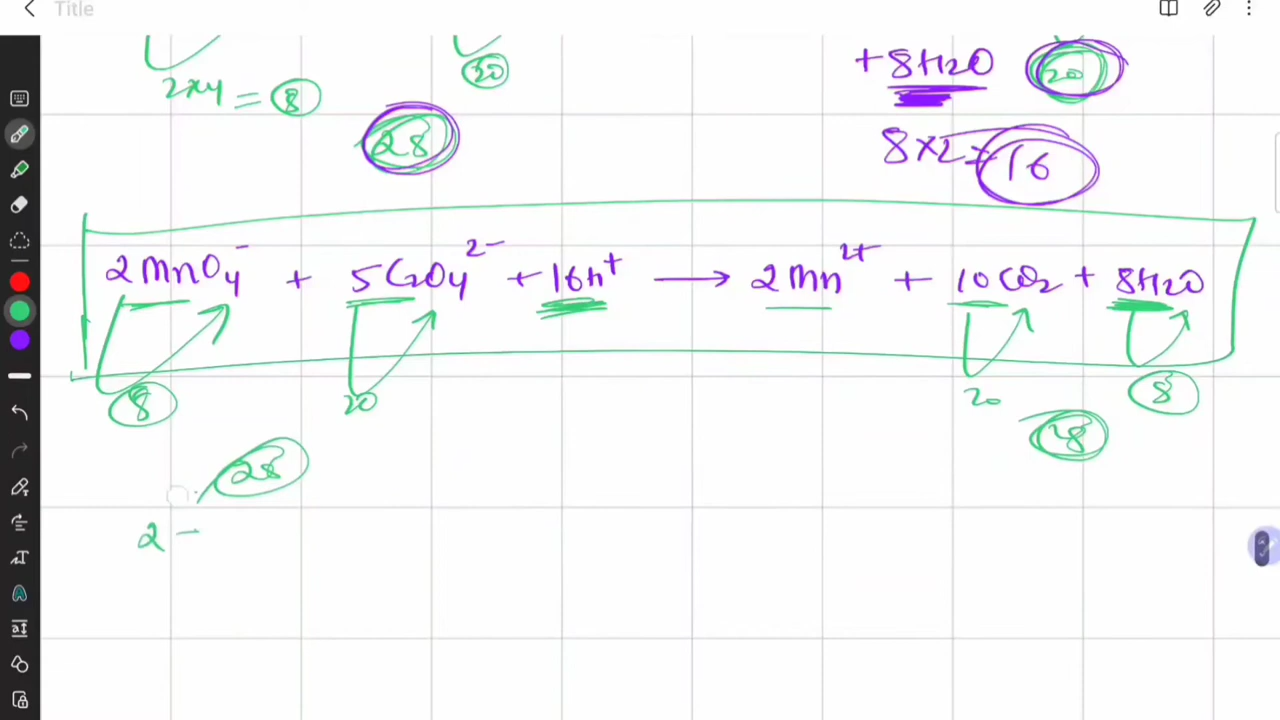 Title
20
+8H2O 20
2×4 = 8
28
8×2=16
2MnO4⁻ + 5C2O4²⁻ + 16H⁺ → 2Mn²⁺ + 10CO2 + 8H2O
8 20 20 8
28 28
2 –